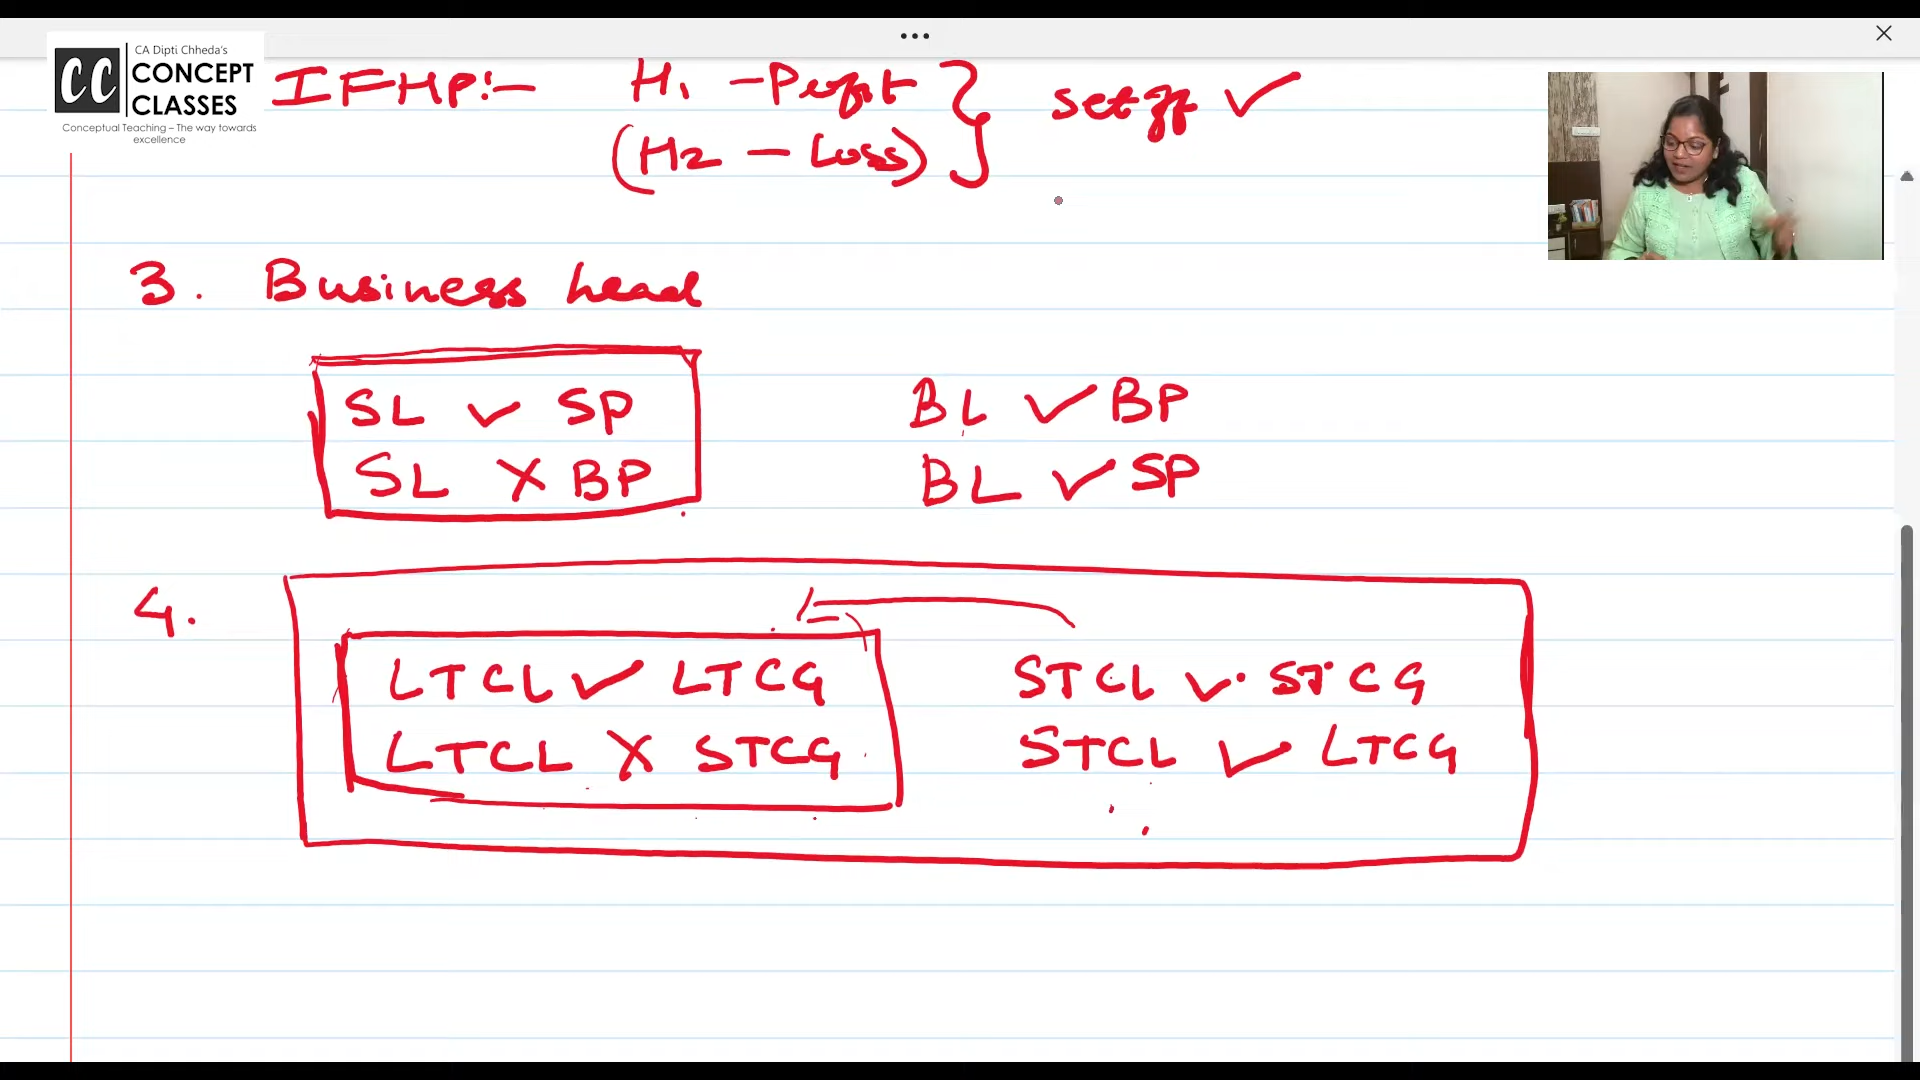 CC
CA Dipti Chheda's
CONCEPT
CLASSES
Conceptual Teaching – The way towards
excellence
IFHP:- H1 - Profit } setoff ✓
(H2 - Loss)
3. Business head
SL ✓ SP BL ✓ BP
SL X BP BL ✓ SP
4.
LTCL ✓ LTCG STCL ✓ STCG
LTCL X STCG STCL ✓ LTCG